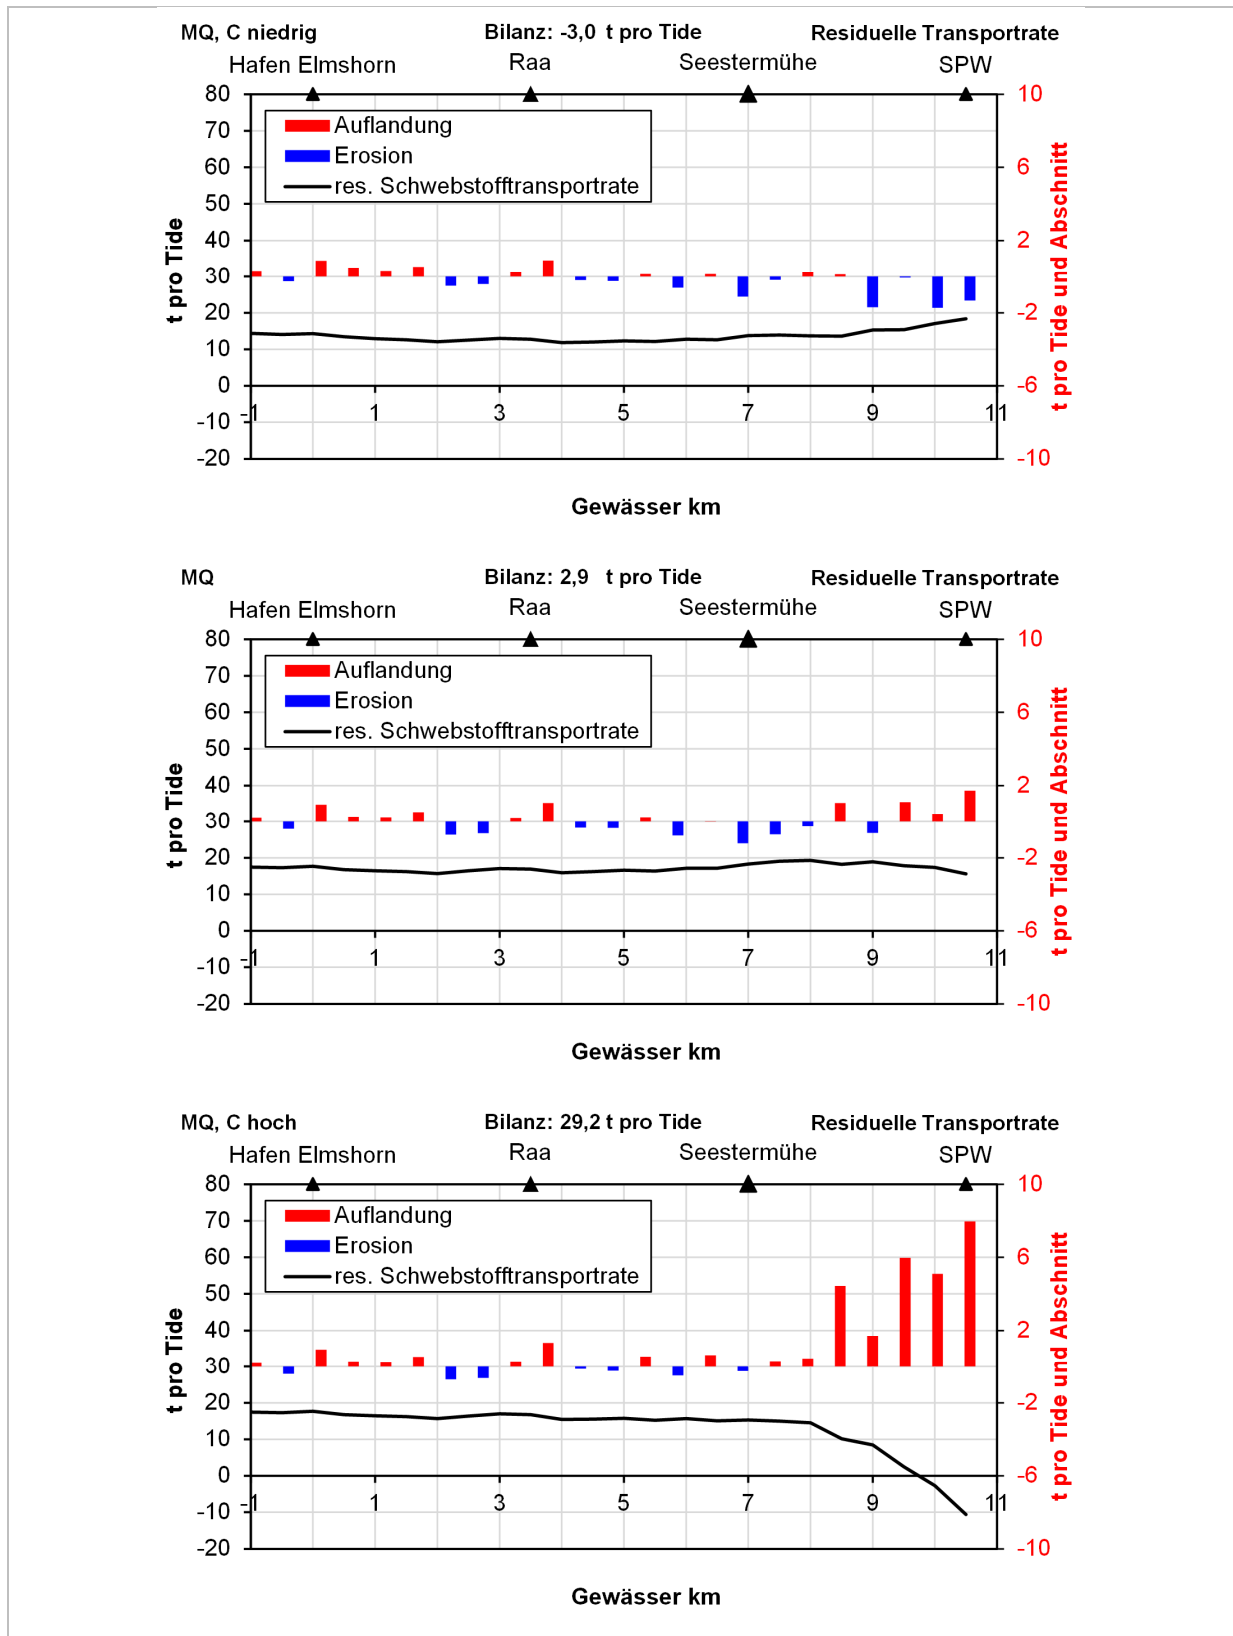 MQ, C niedrig Bilanz: -3,0 t pro Tide Residuelle Transportrate
Hafen Elmshorn Raa Seestermühe SPW
80 10
Auflandung
70
Erosion
60 6
res. Schwebstofftransportrate
50
40 2
30
20 -2
10
0 -6
-1 1 3 5 7 9 11
-10
-20 -10
t pro Tide
t pro Tide und Abschnitt
Gewässer km
MQ Bilanz: 2,9 t pro Tide Residuelle Transportrate
Hafen Elmshorn Raa Seestermühe SPW
80 10
Auflandung
70
Erosion
60 6
res. Schwebstofftransportrate
50
40 2
30
20 -2
10
0 -6
-1 1 3 5 7 9 11
-10
-20 -10
t pro Tide
t pro Tide und Abschnitt
Gewässer km
MQ, C hoch Bilanz: 29,2 t pro Tide Residuelle Transportrate
Hafen Elmshorn Raa Seestermühe SPW
80 10
Auflandung
70
Erosion
60 6
res. Schwebstofftransportrate
50
40 2
30
20 -2
10
0 -6
-1 1 3 5 7 9 11
-10
-20 -10
t pro Tide
t pro Tide und Abschnitt
Gewässer km